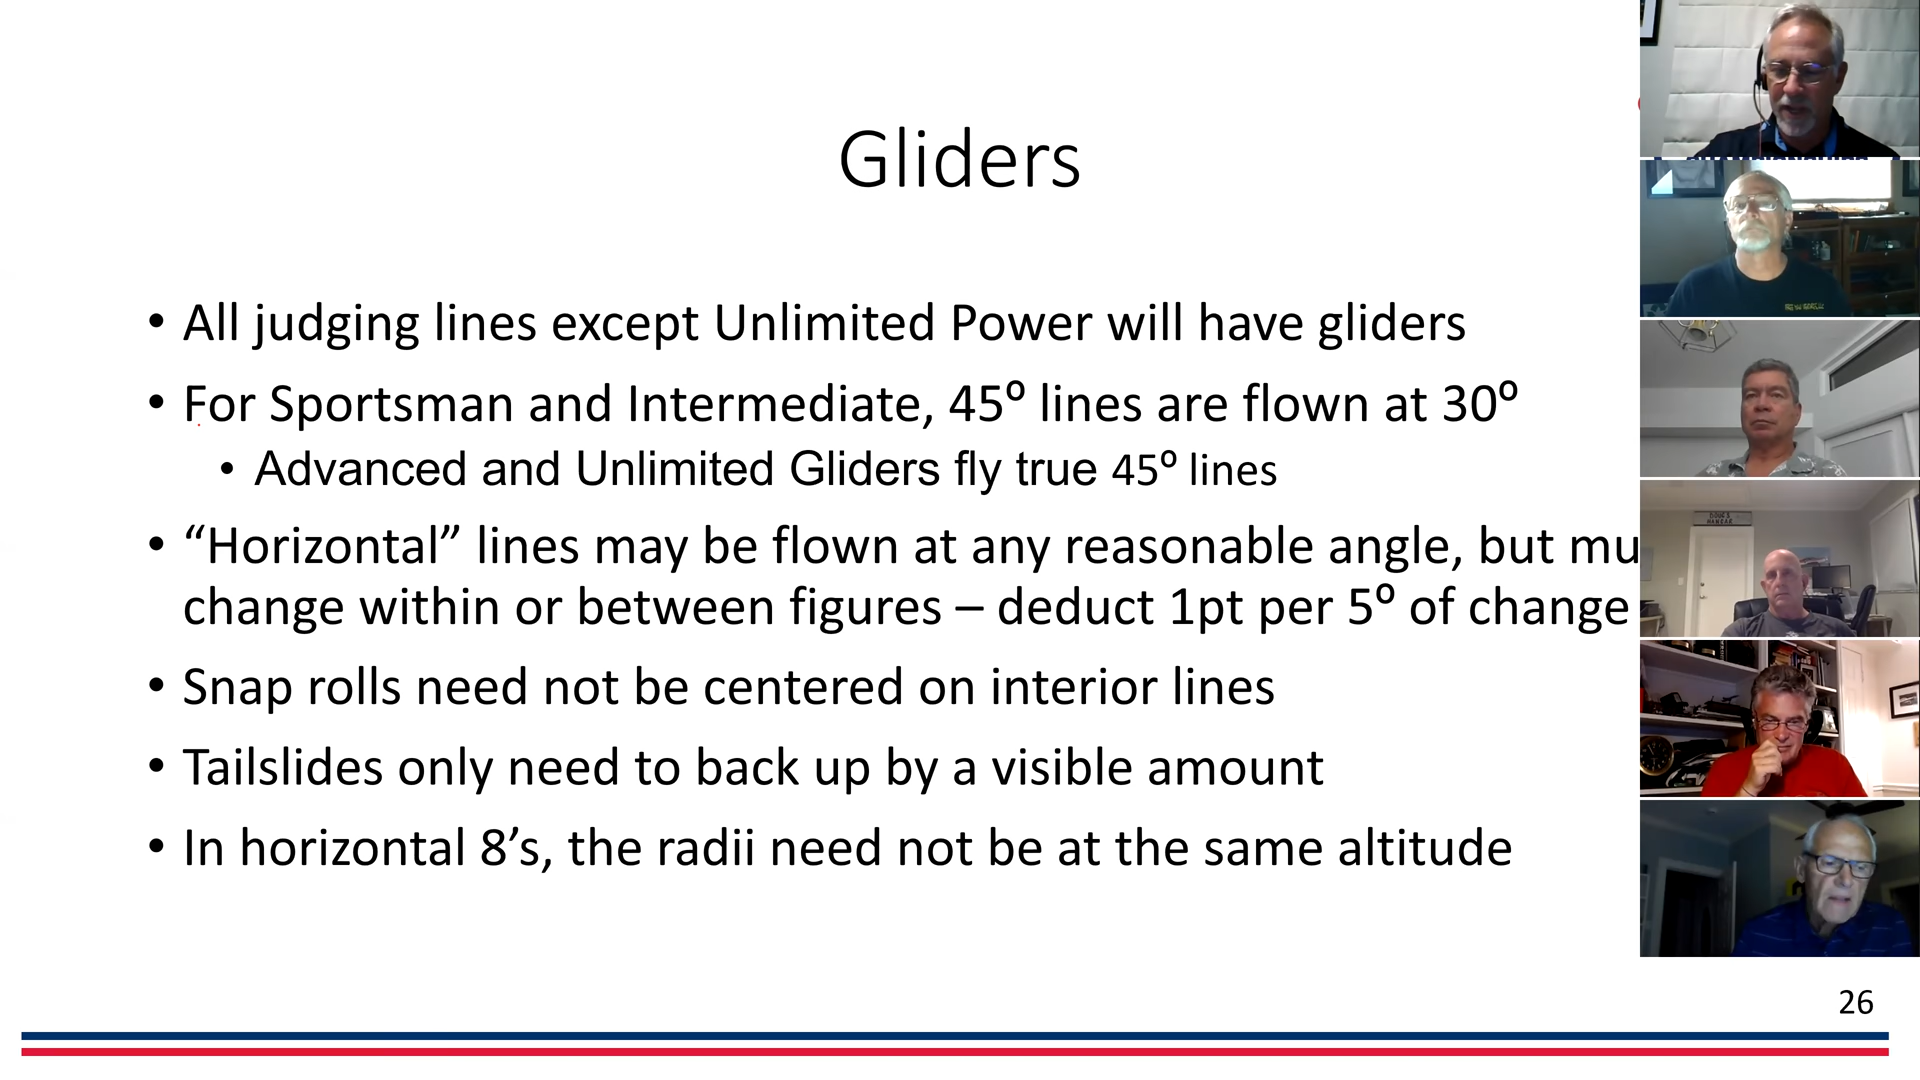 Gliders
• All judging lines except Unlimited Power will have gliders
• For Sportsman and Intermediate, 45º lines are flown at 30º
• Advanced and Unlimited Gliders fly true 45º lines
• “Horizontal” lines may be flown at any reasonable angle, but
change within or between figures – deduct 1pt per 5º of change
• Snap rolls need not be centered on interior lines
• Tailslides only need to back up by a visible amount
• In horizontal 8’s, the radii need not be at the same altitude
26
DOUG'S
HANGAR